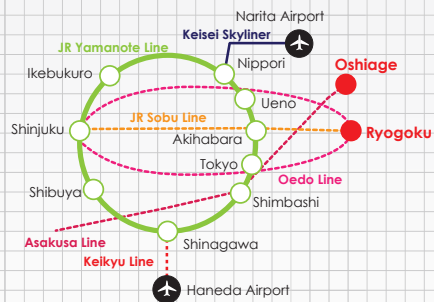 Narita Airport
Keisei Skyliner
JR Yamanote Line
Nippori
Oshiage
Ikebukuro
Ueno
JR Sobu Line
Shinjuku
Akihabara
Ryogoku
Tokyo
Oedo Line
Shibuya
Shimbashi
Asakusa Line
Shinagawa
Keikyu Line
Haneda Airport